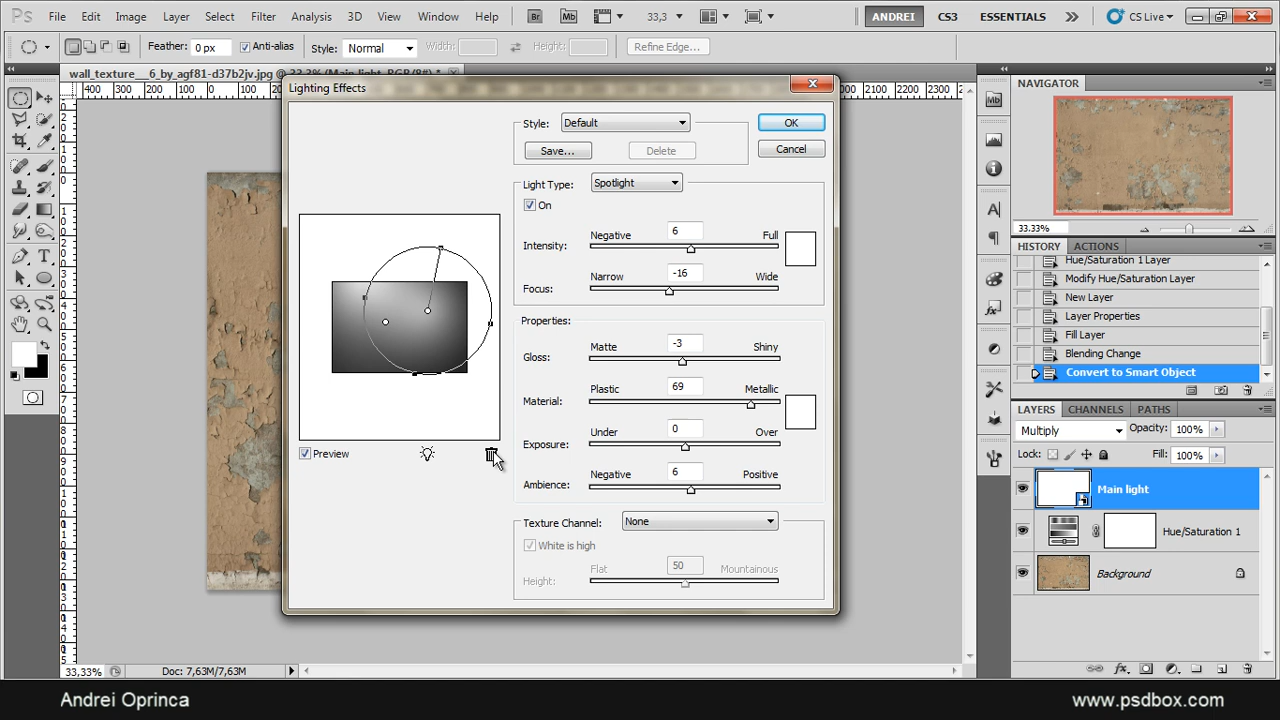 Ps File Edit Image Layer Select Filter Analysis 3D View Window Help Br Mb 33,3 ANDREI CS3 ESSENTIALS CS Live
Feather: 0 px Anti-alias Style: Normal Width: Height: Refine Edge...
wall_texture__6_by_agf81-d37b2jv.jpg @ 33,3% (Main light, RGB/8#) *
400 300 200 100 2100 2200 2300
Lighting Effects
Style: Default OK
Save... Delete Cancel
Light Type: Spotlight
On
Negative 6 Full
Intensity:
Narrow -16 Wide
Focus:
Properties:
Matte -3 Shiny
Gloss:
Plastic 69 Metallic
Material:
Under 0 Over
Exposure:
Preview
Negative 6 Positive
Ambience:
Texture Channel: None
White is high
Flat 50 Mountainous
Height:
NAVIGATOR
Mb
33.33%
HISTORY ACTIONS
Hue/Saturation 1 Layer
Modify Hue/Saturation Layer
New Layer
Layer Properties
Fill Layer
Blending Change
Convert to Smart Object
LAYERS CHANNELS PATHS
Multiply Opacity: 100%
Lock: Fill: 100%
Main light
Hue/Saturation 1
Background
33,33% Doc: 7,63M/7,63M
Andrei Oprinca www.psdbox.com